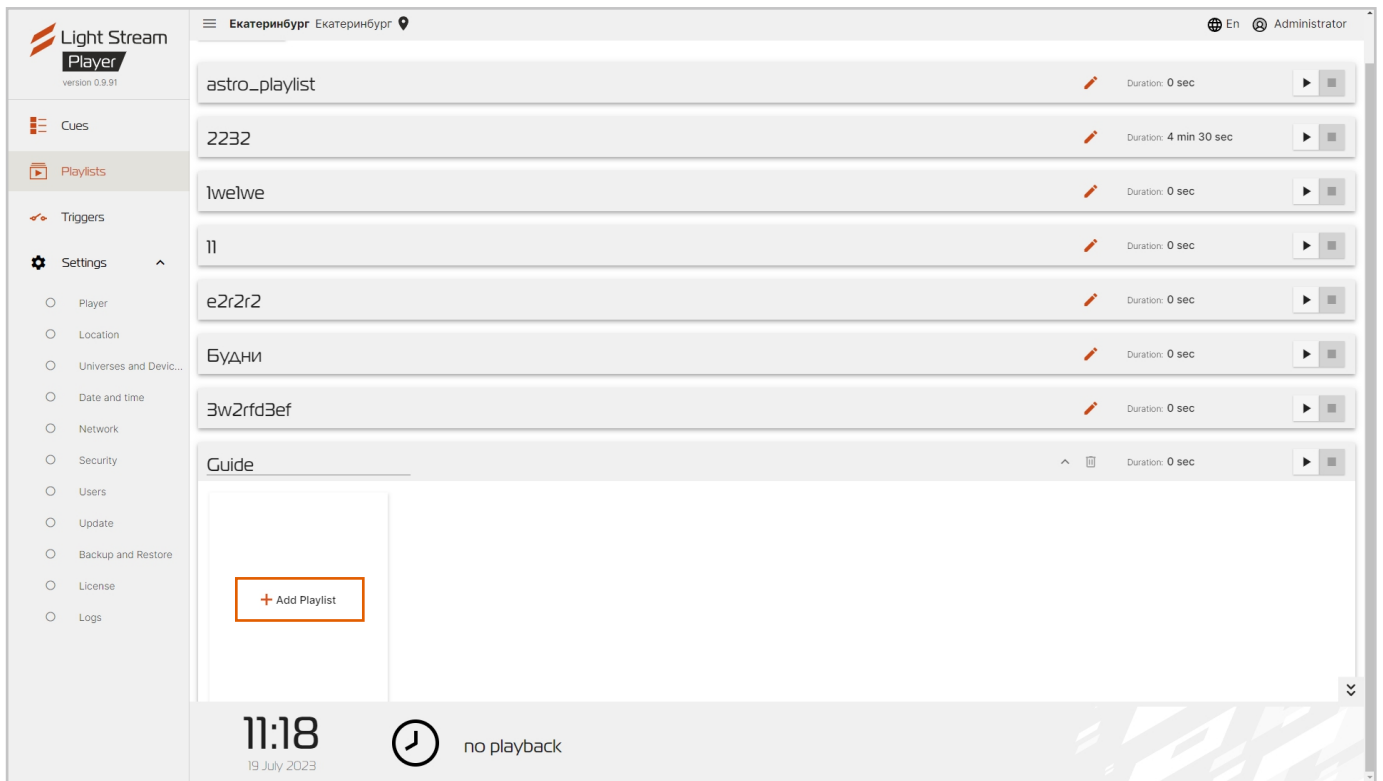 Light Stream
Player
version 0.9.91
Екатеринбург Екатеринбург
En Administrator
Cues
Playlists
Triggers
Settings
Player
Location
Universes and Devic...
Date and time
Network
Security
Users
Update
Backup and Restore
License
Logs
astro_playlist Duration: 0 sec
2232 Duration: 4 min 30 sec
1we1we Duration: 0 sec
11 Duration: 0 sec
e2r2r2 Duration: 0 sec
Будни Duration: 0 sec
3w2rfd3ef Duration: 0 sec
Guide Duration: 0 sec
+ Add Playlist
11:18
19 July 2023
no playback